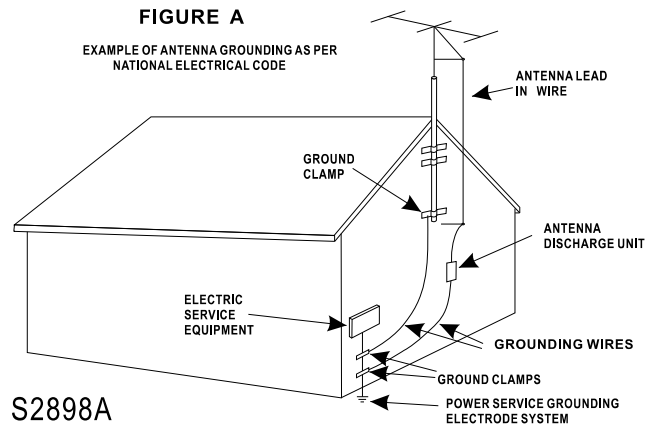 FIGURE A
EXAMPLE OF ANTENNA GROUNDING AS PER
NATIONAL ELECTRICAL CODE
ANTENNA LEAD
IN WIRE
GROUND
CLAMP
ANTENNA
DISCHARGE UNIT
ELECTRIC
SERVICE
EQUIPMENT
GROUNDING WIRES
GROUND CLAMPS
POWER SERVICE GROUNDING
ELECTRODE SYSTEM
S2898A